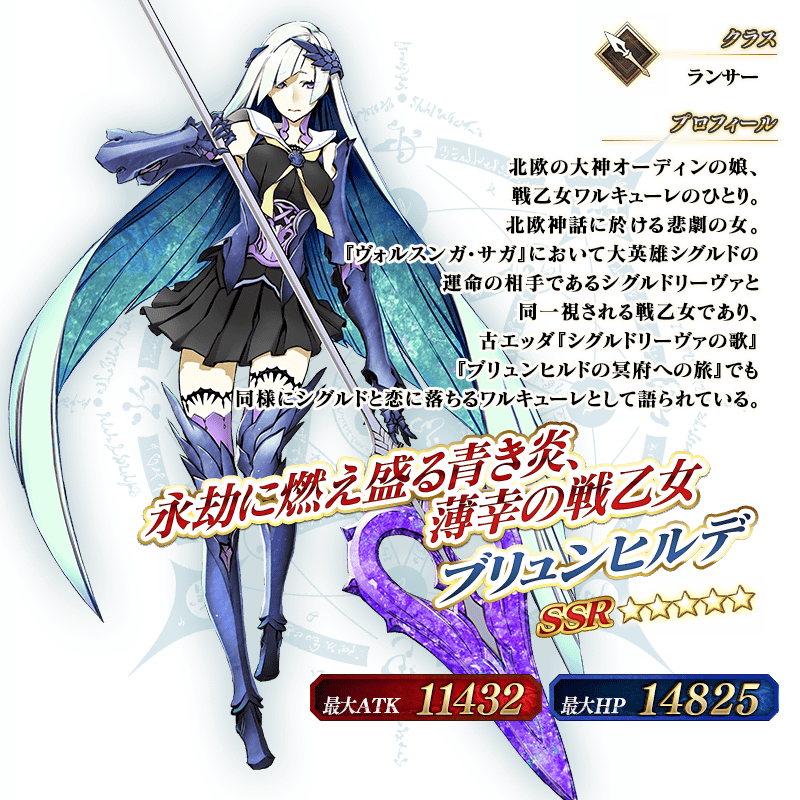 クラス
ランサー
プロフィール
北欧の大神オーディンの娘、
戦乙女ワルキューレのひとり。
北欧神話に於ける悲劇の女。
『ヴォルスンガ・サガ』において大英雄シグルドの
運命の相手であるシグルドリーヴァと
同一視される戦乙女であり、
古エッダ『シグルドリーヴァの歌』
『ブリュンヒルドの冥府への旅』でも
同様にシグルドと恋に落ちるワルキューレとして語られている。
永劫に燃え盛る青き炎、
薄幸の戦乙女
ブリュンヒルデ
SSR ☆☆☆☆☆
最大ATK 11432
最大HP 14825